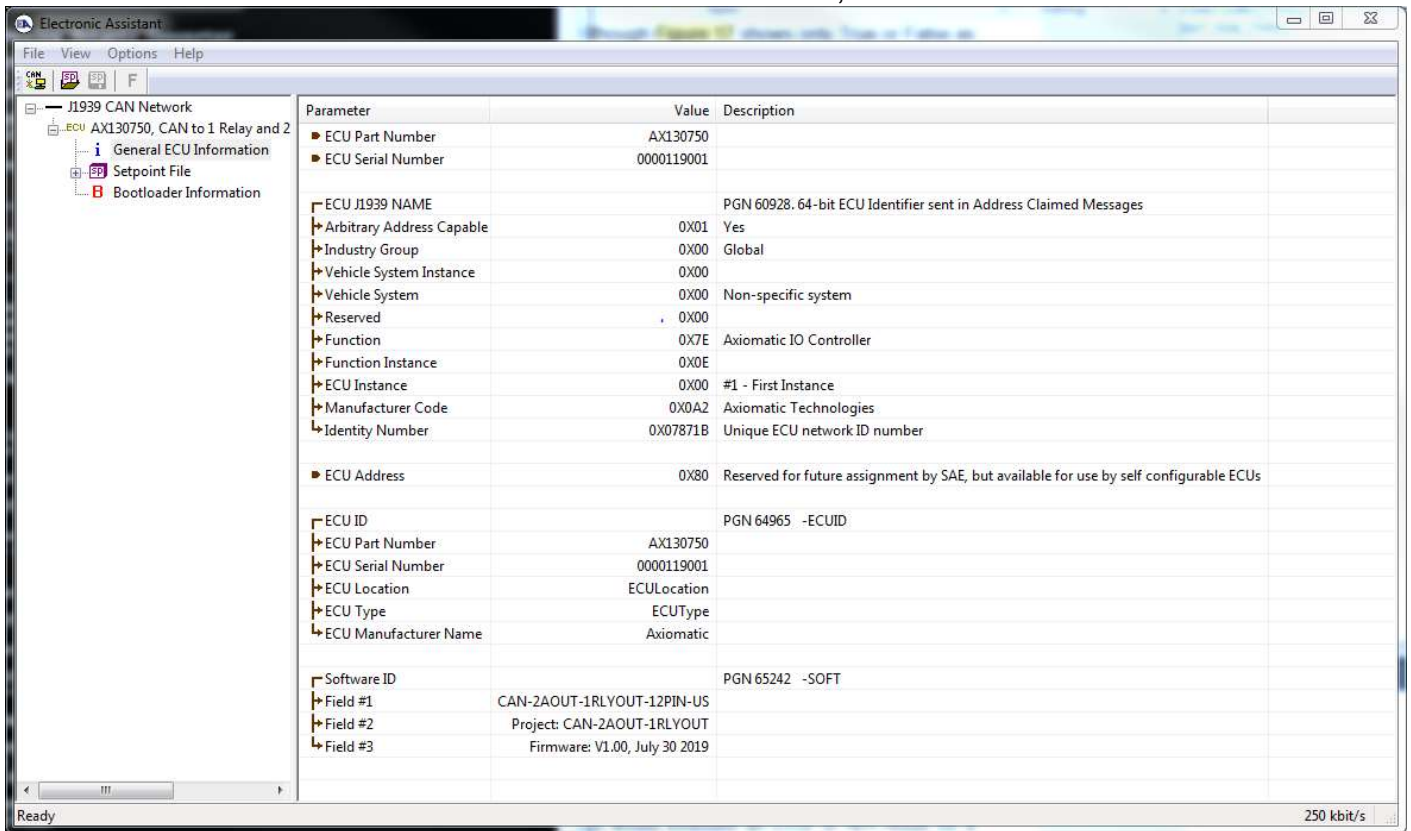 Electronic Assistant
File View Options Help
CAN SP SP F
J1939 CAN Network
ECU AX130750, CAN to 1 Relay and 2
i General ECU Information
SP Setpoint File
B Bootloader Information
Parameter Value Description
ECU Part Number AX130750
ECU Serial Number 0000119001
ECU J1939 NAME PGN 60928. 64-bit ECU Identifier sent in Address Claimed Messages
Arbitrary Address Capable 0X01 Yes
Industry Group 0X00 Global
Vehicle System Instance 0X00
Vehicle System 0X00 Non-specific system
Reserved 0X00
Function 0X7E Axiomatic IO Controller
Function Instance 0X0E
ECU Instance 0X00 #1 - First Instance
Manufacturer Code 0X0A2 Axiomatic Technologies
Identity Number 0X07871B Unique ECU network ID number
ECU Address 0X80 Reserved for future assignment by SAE, but available for use by self configurable ECUs
ECU ID PGN 64965 -ECUID
ECU Part Number AX130750
ECU Serial Number 0000119001
ECU Location ECULocation
ECU Type ECUType
ECU Manufacturer Name Axiomatic
Software ID PGN 65242 -SOFT
Field #1 CAN-2AOUT-1RLYOUT-12PIN-US
Field #2 Project: CAN-2AOUT-1RLYOUT
Field #3 Firmware: V1.00, July 30 2019
Ready 250 kbit/s